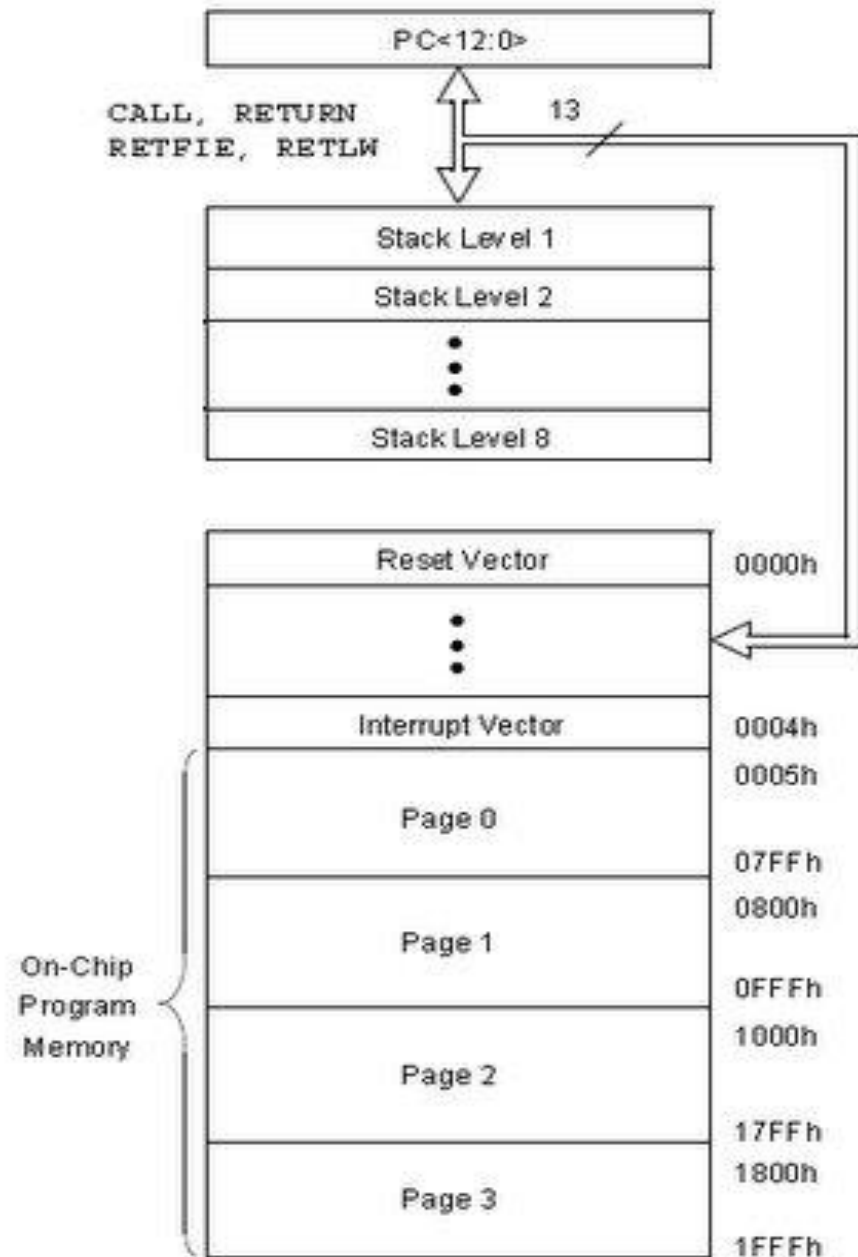 PC<12:0>
CALL, RETURN
RETFIE, RETLW
13
Stack Level 1
Stack Level 2
Stack Level 8
Reset Vector
0000h
Interrupt Vector
0004h
0005h
Page 0
07FFh
0800h
Page 1
0FFFh
On-Chip
Program
Memory
1000h
Page 2
17FFh
1800h
Page 3
1FFFh